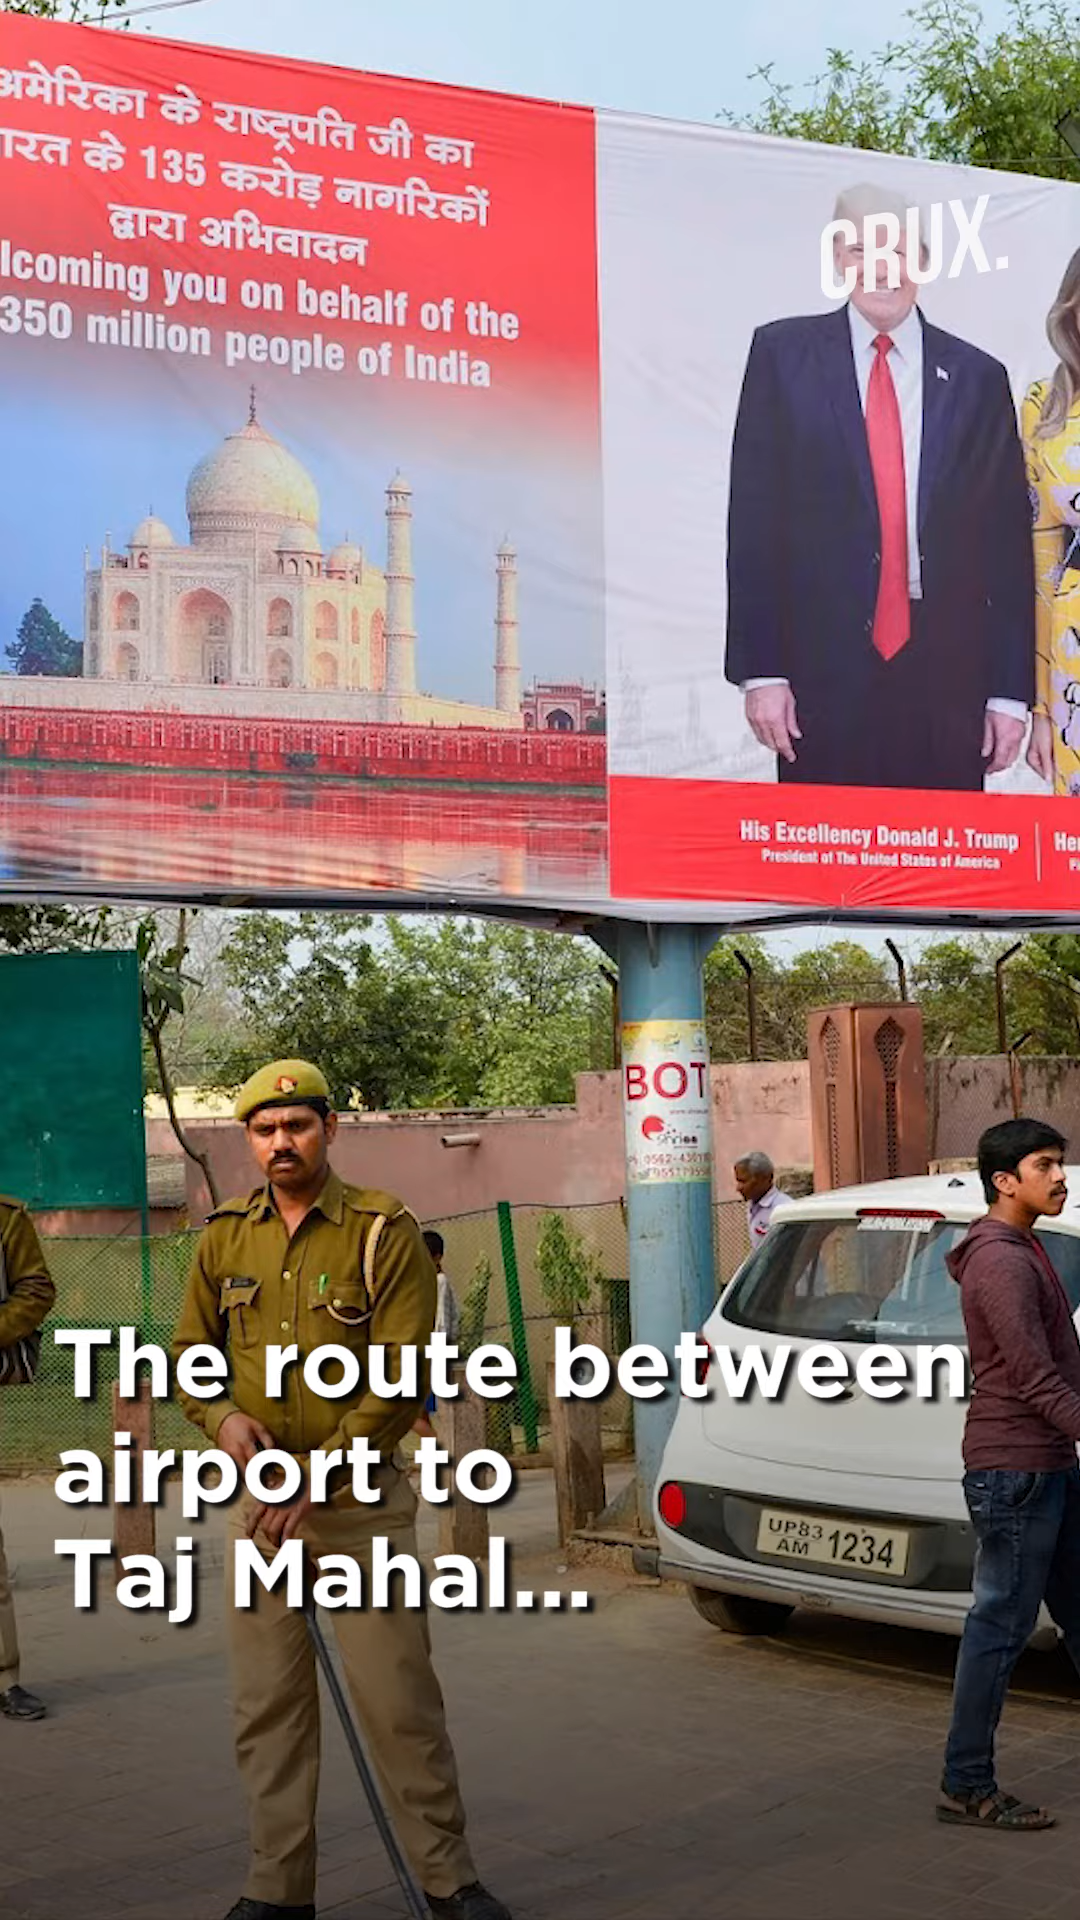 अमेरिका के राष्ट्रपति जी का
ारत के 135 करोड़ नागरिकों
द्वारा अभिवादन
lcoming you on behalf of the
350 million people of India
CRUX.
His Excellency Donald J. Trump
President of The United States of America
Her
BOT
shriaa
UP83
AM 1234
The route between
airport to
Taj Mahal...